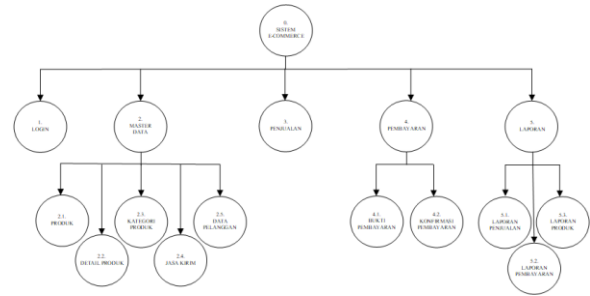 0.
SISTEM
E-COMMERCE
1.
LOGIN
2.
MASTER
DATA
3.
PENJUALAN
4.
PEMBAYARAN
5.
LAPORAN
2.1.
PRODUK
2.2.
DETAIL PRODUK
2.3.
KATEGORI
PRODUK
2.4.
JASA KIRIM
2.5.
DATA
PELANGGAN
4.1.
BUKTI
PEMBAYARAN
4.2.
KONFIRMASI
PEMBAYARAN
5.1.
LAPORAN
PENJUALAN
5.2.
LAPORAN
PEMBAYARAN
5.3.
LAPORAN
PRODUK